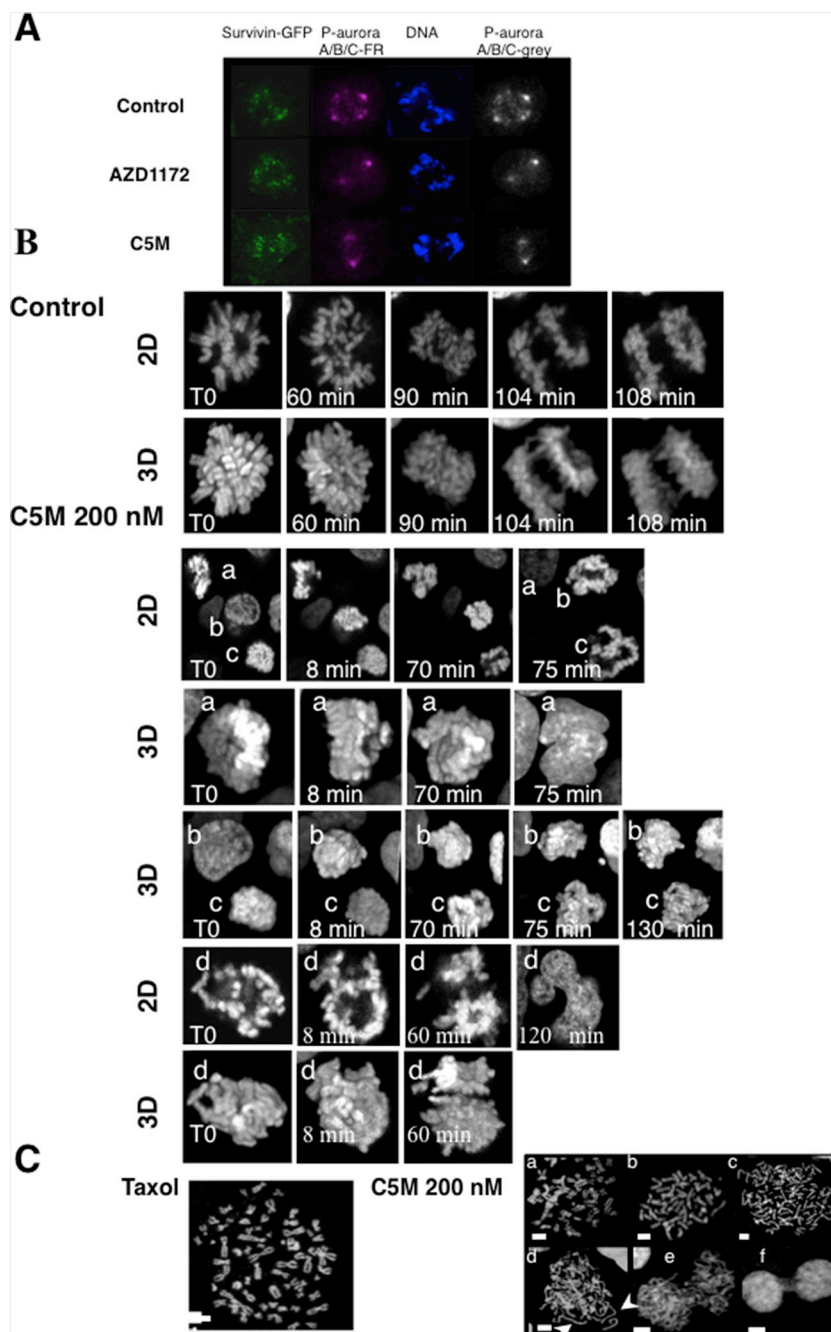 A
Survivin-GFP P-aurora A/B/C-FR DNA P-aurora A/B/C-grey
Control
AZD1172
C5M
B
Control
2D
T0 60 min 90 min 104 min 108 min
3D
T0 60 min 90 min 104 min 108 min
C5M 200 nM
2D
a b c T0
8 min
70 min
a b c 75 min
3D
a T0
a 8 min
a 70 min
a 75 min
3D
b c T0
b c 8 min
b c 70 min
b c 75 min
b c 130 min
2D
d T0
d 8 min
d 60 min
d 120 min
3D
d T0
d 8 min
d 60 min
C
Taxol C5M 200 nM
a b c
d e f